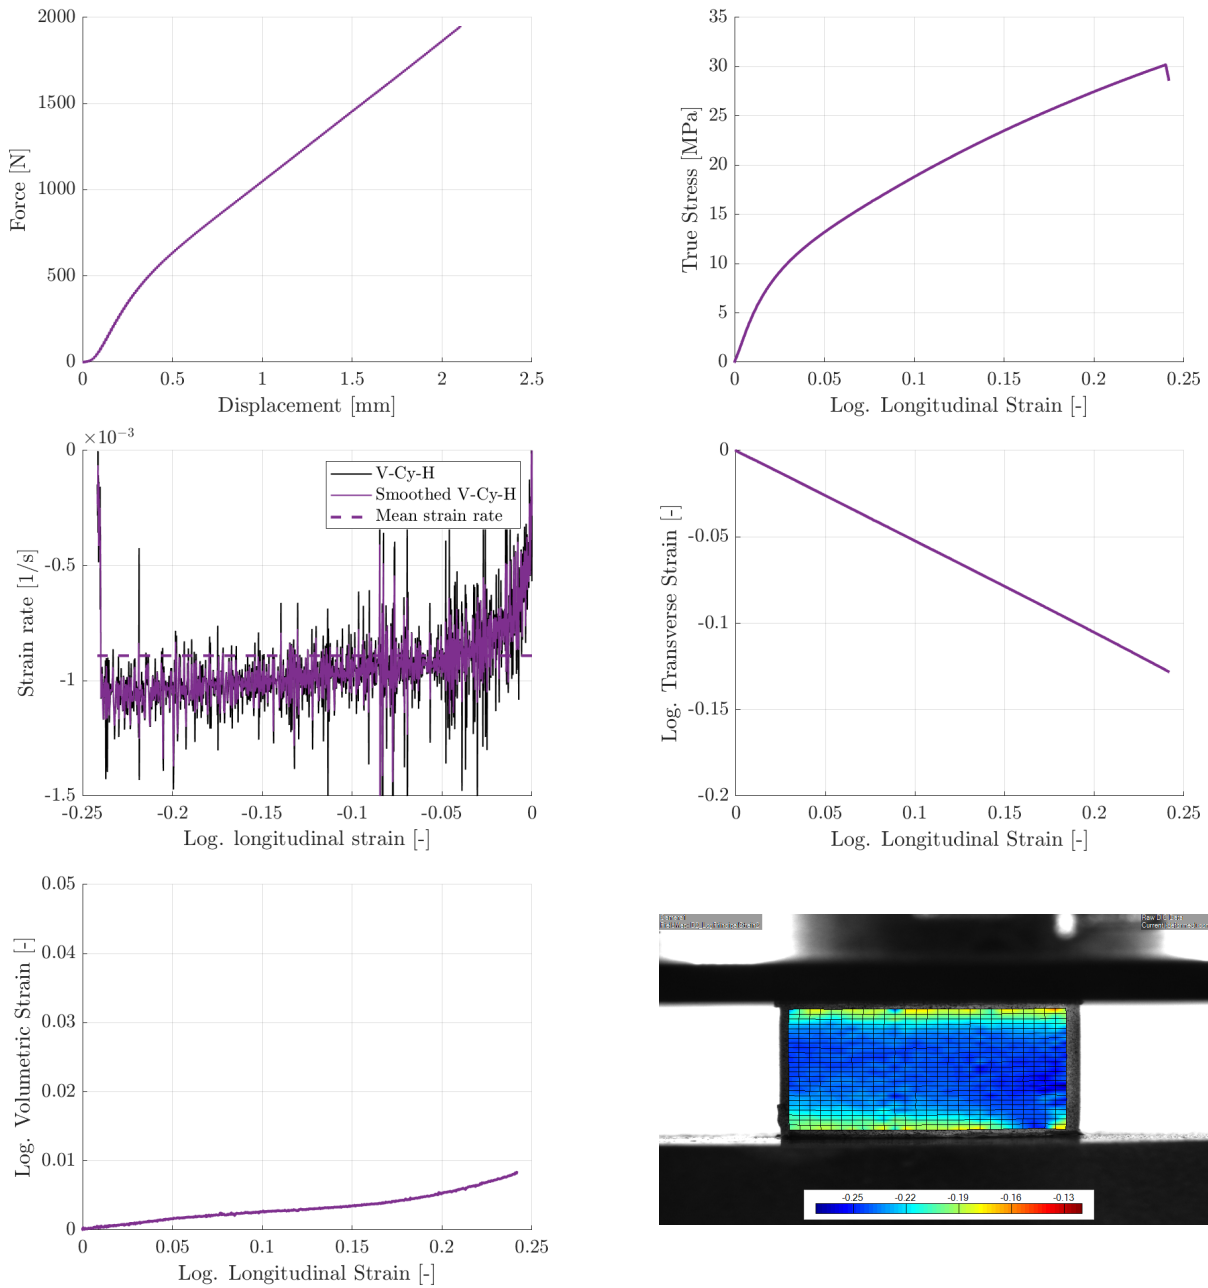 2000
1500
1000
500
0
Force [N]
0 0.5 1 1.5 2 2.5
Displacement [mm]
35
30
25
20
15
10
5
0
True Stress [MPa]
0 0.05 0.1 0.15 0.2 0.25
Log. Longitudinal Strain [-]
×10⁻³
0
-0.5
-1
-1.5
Strain rate [1/s]
V-Cy-H
Smoothed V-Cy-H
Mean strain rate
-0.25 -0.2 -0.15 -0.1 -0.05 0
Log. longitudinal strain [-]
0
-0.05
-0.1
-0.15
-0.2
Log. Transverse Strain [-]
0 0.05 0.1 0.15 0.2 0.25
Log. Longitudinal Strain [-]
0.05
0.04
0.03
0.02
0.01
0
Log. Volumetric Strain [-]
0 0.05 0.1 0.15 0.2 0.25
Log. Longitudinal Strain [-]
-0.25 -0.22 -0.19 -0.16 -0.13